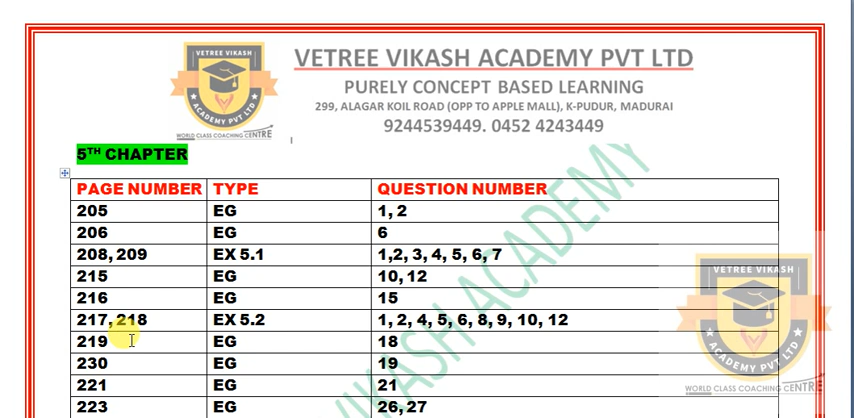 VETREE VIKASH
ACADEMY PVT LTD
WORLD CLASS COACHING CENTRE
VETREE VIKASH ACADEMY PVT LTD
PURELY CONCEPT BASED LEARNING
299, ALAGAR KOIL ROAD (OPP TO APPLE MALL), K-PUDUR, MADURAI
9244539449. 0452 4243449
5TH CHAPTER
PAGE NUMBER TYPE QUESTION NUMBER
205 EG 1, 2
206 EG 6
208, 209 EX 5.1 1,2, 3, 4, 5, 6, 7
215 EG 10, 12
216 EG 15
217, 218 EX 5.2 1, 2, 4, 5, 6, 8, 9, 10, 12
219 EG 18
230 EG 19
221 EG 21
223 EG 26, 27
VIKASH ACADEMY
VETREE VIKASH
ACADEMY PVT LTD
WORLD CLASS COACHING CENTRE